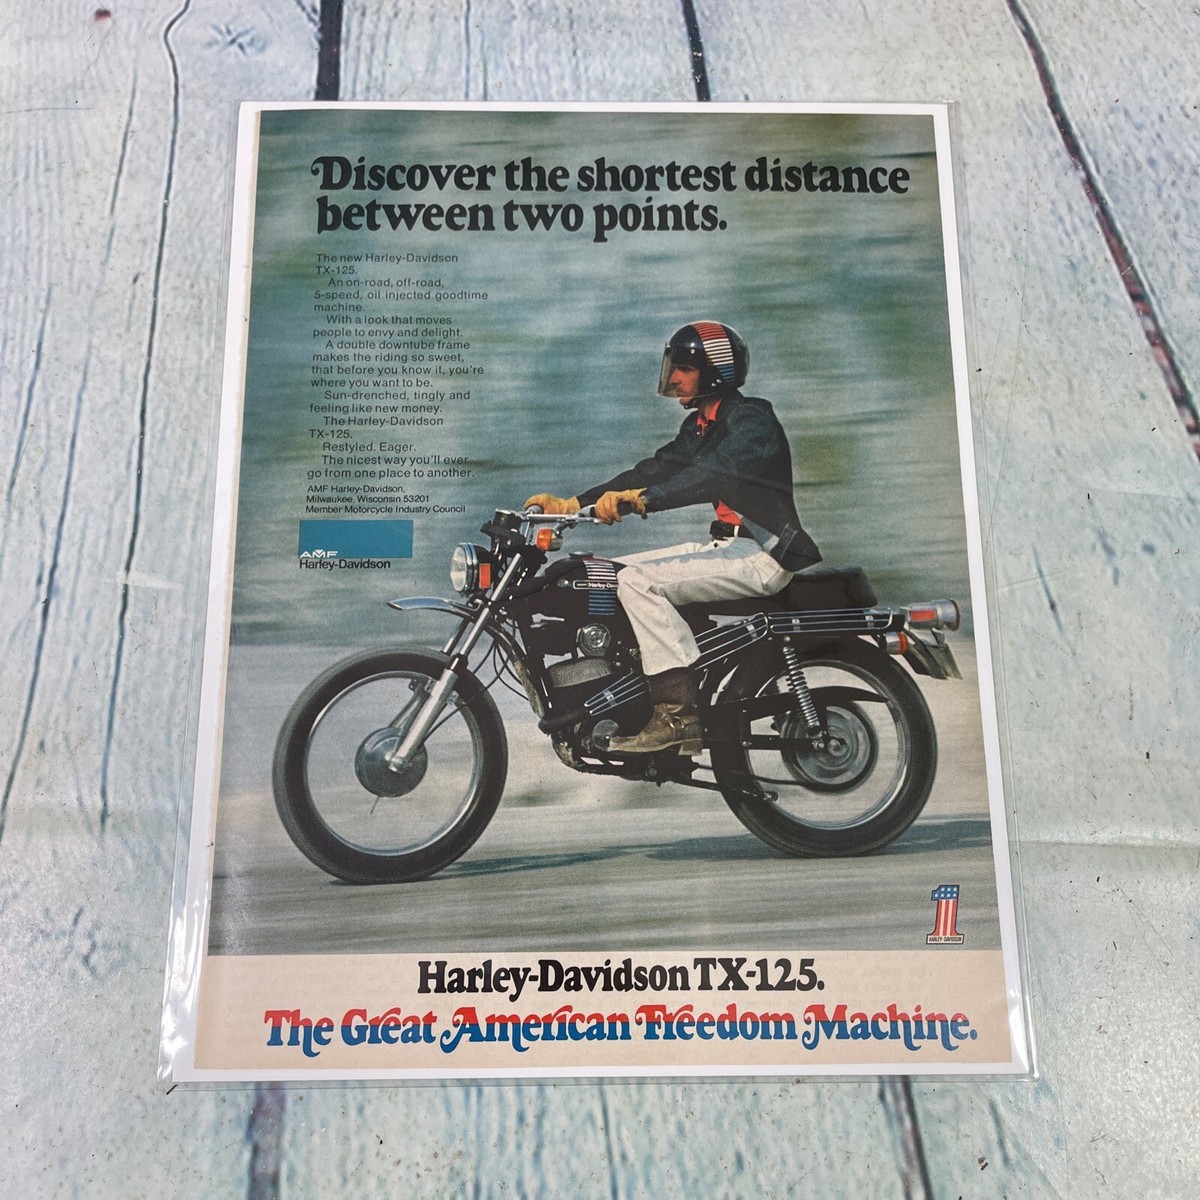 Discover the shortest distance
between two points.
The new Harley-Davidson
TX-125.
An on-road, off-road,
5-speed, oil injected goodtime
machine.
With a look that moves
people to envy and delight.
A double downtube frame
makes the riding so sweet,
that before you know it, you're
where you want to be.
Sun-drenched, tingly and
feeling like new money.
The Harley-Davidson
TX-125.
Restyled. Eager.
The nicest way you'll ever
go from one place to another.
AMF Harley-Davidson,
Milwaukee, Wisconsin 53201
Member Motorcycle Industry Council
AMF
Harley-Davidson
1
HARLEY-DAVIDSON
Harley-Davidson TX-125.
The Great American Freedom Machine.